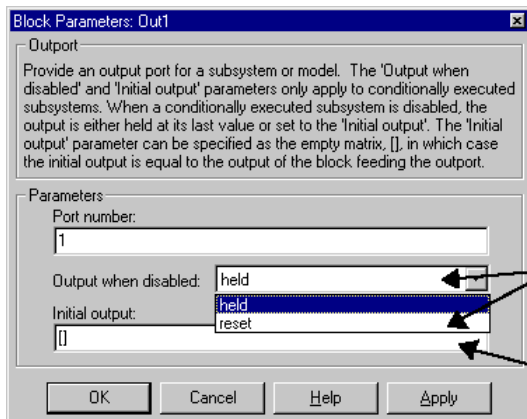 Block Parameters: Out1
Outport
Provide an output port for a subsystem or model. The 'Output when
disabled' and 'Initial output' parameters only apply to conditionally executed
subsystems. When a conditionally executed subsystem is disabled, the
output is either held at its last value or set to the 'Initial output'. The 'Initial
output' parameter can be specified as the empty matrix, [], in which case
the initial output is equal to the output of the block feeding the outport.
Parameters
Port number:
1
Output when disabled: held
held
reset
Initial output:
[]
OK Cancel Help Apply